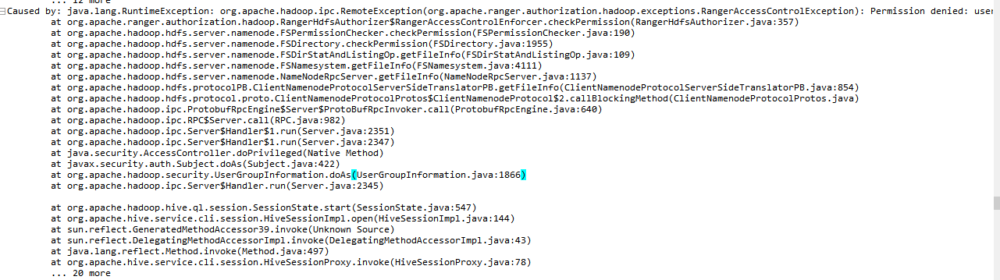 ... 12 more
Caused by: java.lang.RuntimeException: org.apache.hadoop.ipc.RemoteException(org.apache.ranger.authorization.hadoop.exceptions.RangerAccessControlException): Permission denied: user
at org.apache.ranger.authorization.hadoop.RangerHdfsAuthorizer$RangerAccessControlEnforcer.checkPermission(RangerHdfsAuthorizer.java:357)
at org.apache.hadoop.hdfs.server.namenode.FSPermissionChecker.checkPermission(FSPermissionChecker.java:190)
at org.apache.hadoop.hdfs.server.namenode.FSDirectory.checkPermission(FSDirectory.java:1955)
at org.apache.hadoop.hdfs.server.namenode.FSDirStatAndListingOp.getFileInfo(FSDirStatAndListingOp.java:109)
at org.apache.hadoop.hdfs.server.namenode.FSNamesystem.getFileInfo(FSNamesystem.java:4111)
at org.apache.hadoop.hdfs.server.namenode.NameNodeRpcServer.getFileInfo(NameNodeRpcServer.java:1137)
at org.apache.hadoop.hdfs.protocolPB.ClientNamenodeProtocolServerSideTranslatorPB.getFileInfo(ClientNamenodeProtocolServerSideTranslatorPB.java:854)
at org.apache.hadoop.hdfs.protocol.proto.ClientNamenodeProtocolProtos$ClientNamenodeProtocol$2.callBlockingMethod(ClientNamenodeProtocolProtos.java)
at org.apache.hadoop.ipc.ProtobufRpcEngine$Server$ProtoBufRpcInvoker.call(ProtobufRpcEngine.java:640)
at org.apache.hadoop.ipc.RPC$Server.call(RPC.java:982)
at org.apache.hadoop.ipc.Server$Handler$1.run(Server.java:2351)
at org.apache.hadoop.ipc.Server$Handler$1.run(Server.java:2347)
at java.security.AccessController.doPrivileged(Native Method)
at javax.security.auth.Subject.doAs(Subject.java:422)
at org.apache.hadoop.security.UserGroupInformation.doAs(UserGroupInformation.java:1866)
at org.apache.hadoop.ipc.Server$Handler.run(Server.java:2345)
at org.apache.hadoop.hive.ql.session.SessionState.start(SessionState.java:547)
at org.apache.hive.service.cli.session.HiveSessionImpl.open(HiveSessionImpl.java:144)
at sun.reflect.GeneratedMethodAccessor39.invoke(Unknown Source)
at sun.reflect.DelegatingMethodAccessorImpl.invoke(DelegatingMethodAccessorImpl.java:43)
at java.lang.reflect.Method.invoke(Method.java:497)
at org.apache.hive.service.cli.session.HiveSessionProxy.invoke(HiveSessionProxy.java:78)
... 20 more